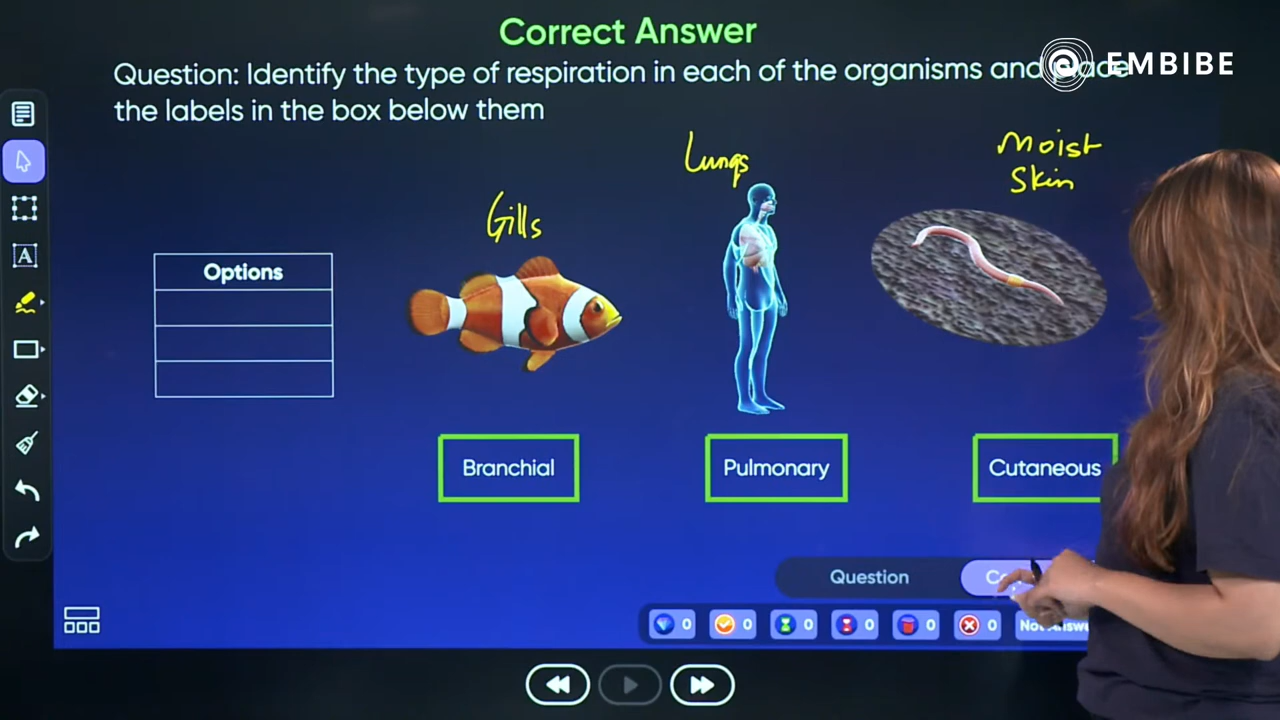 Correct Answer
EMBIBE
Question: Identify the type of respiration in each of the organisms and place
the labels in the box below them
Lungs
Moist
Skin
Gills
Options
Branchial
Pulmonary
Cutaneous
Question
0
0
0
0
0
0
A